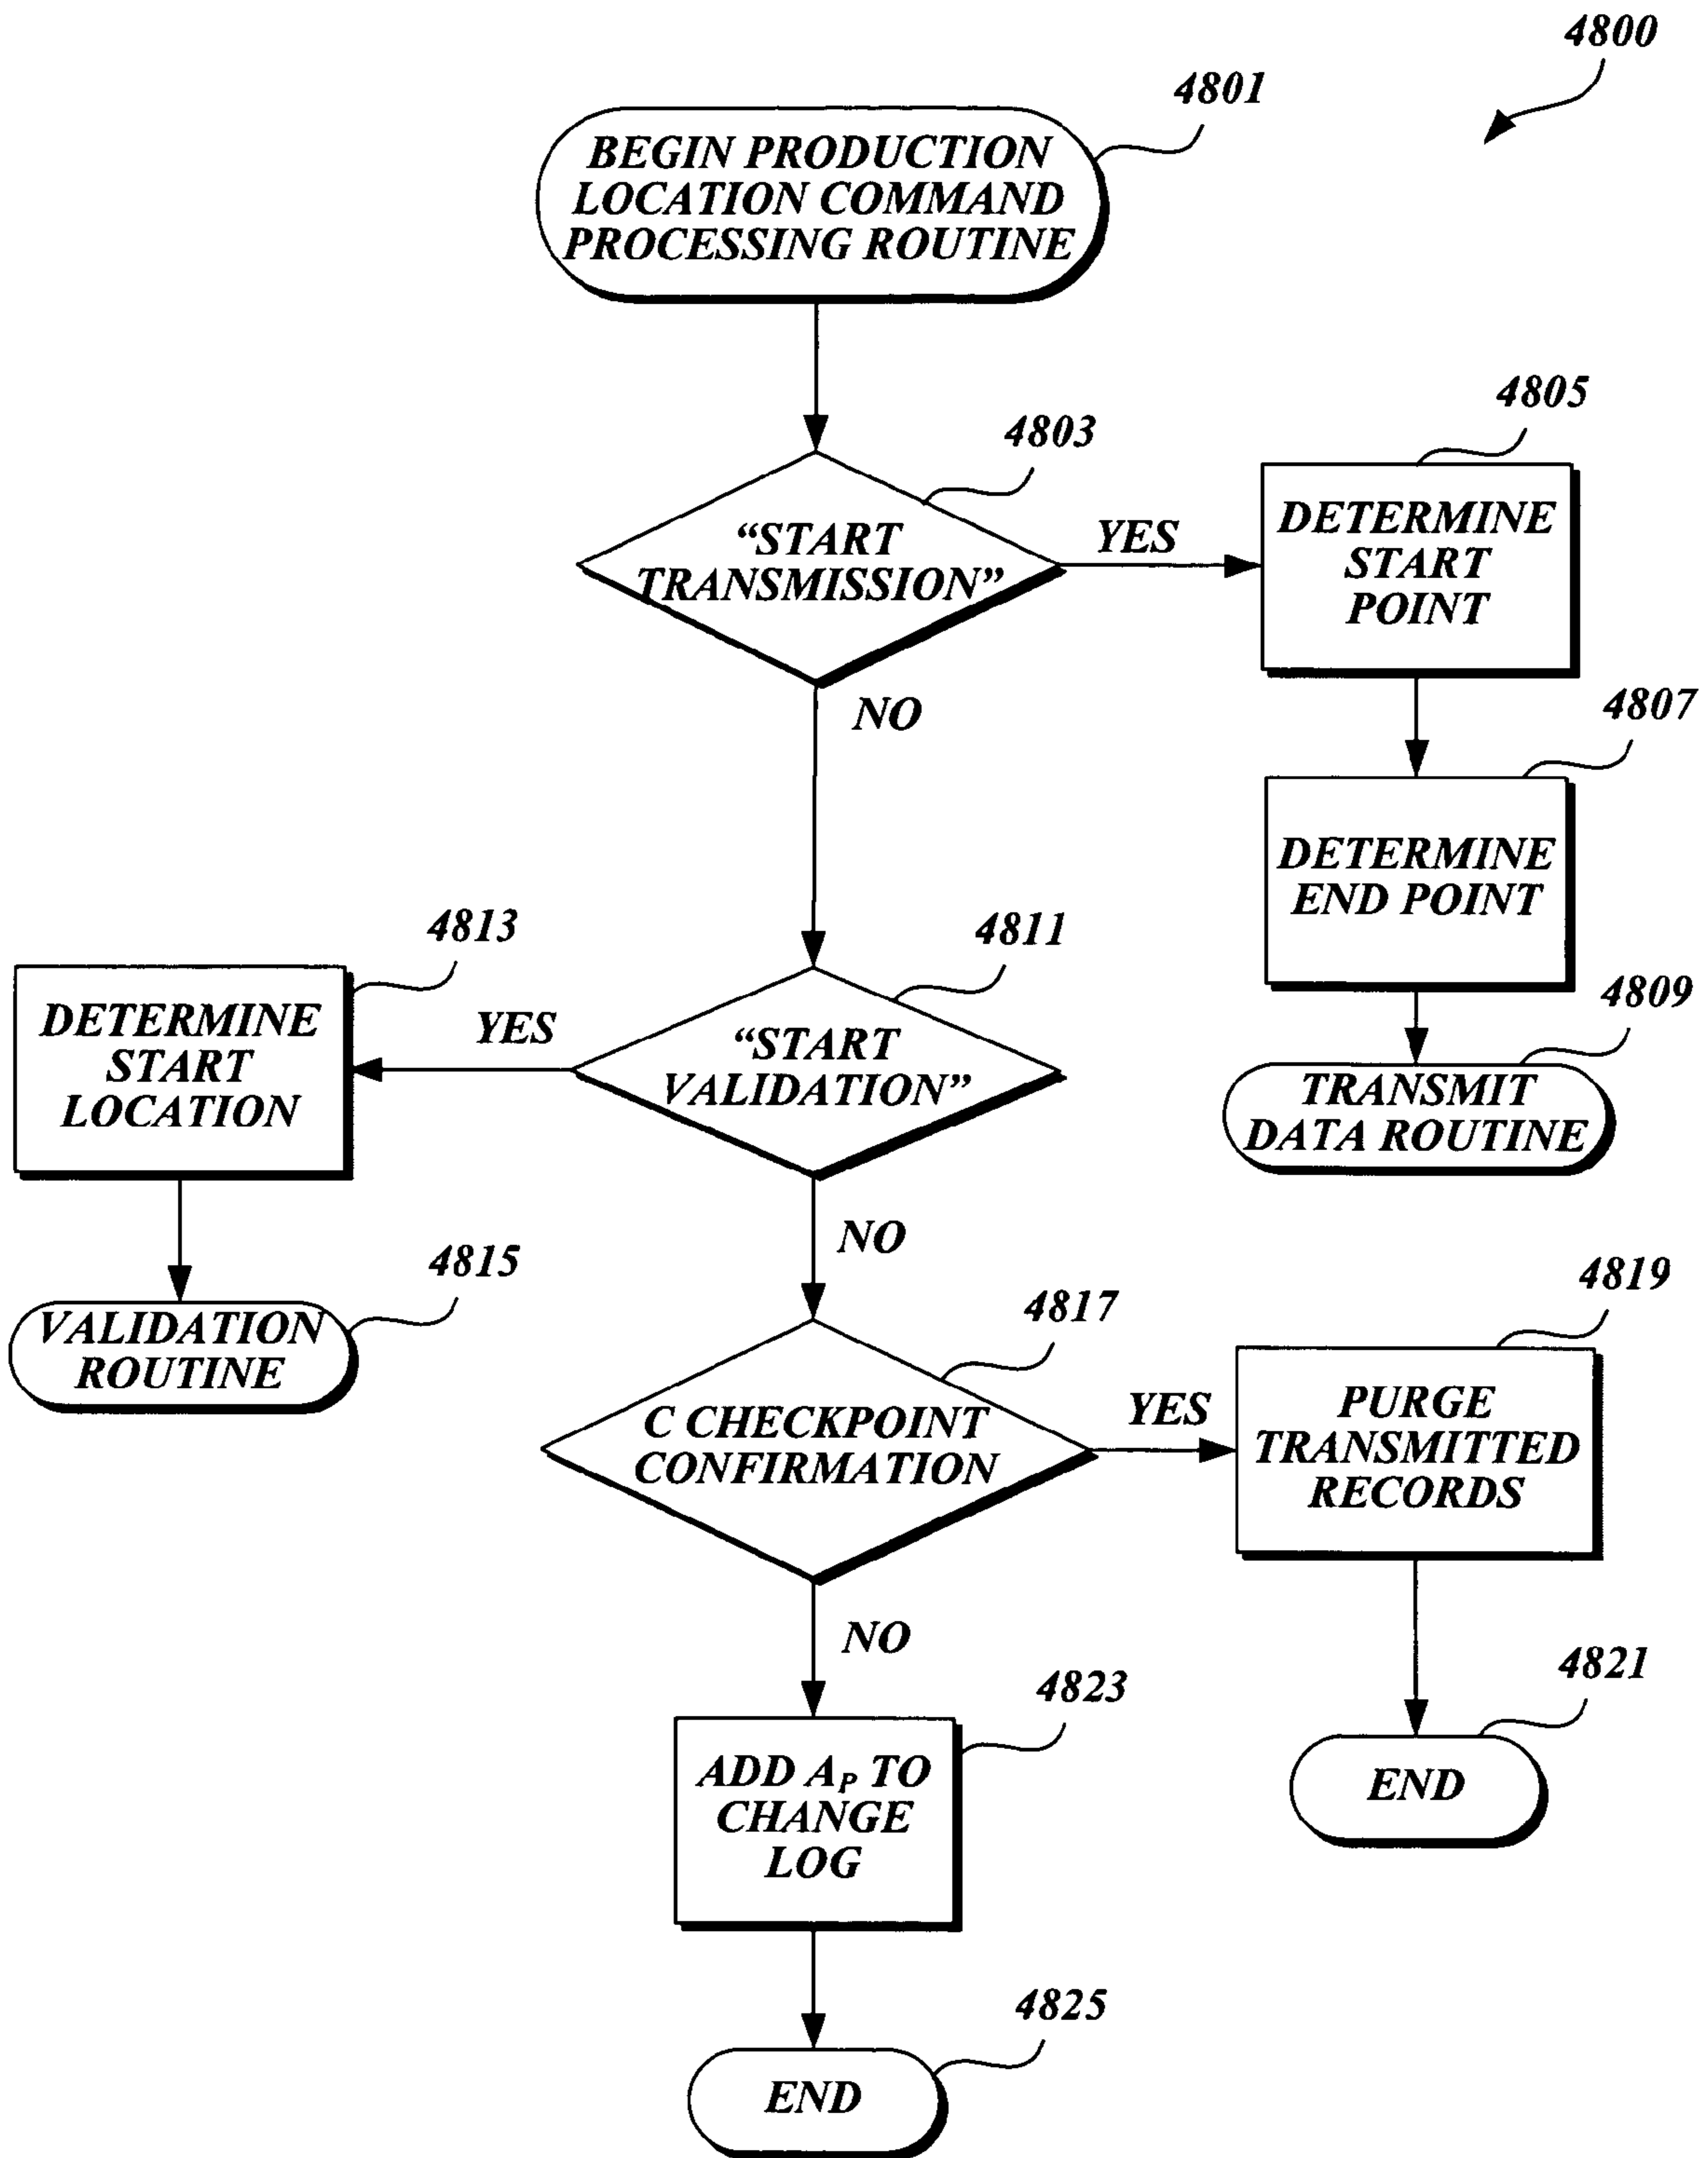 4800
4801
BEGIN PRODUCTION
LOCATION COMMAND
PROCESSING ROUTINE
4803
“START
TRANSMISSION”
YES
NO
4805
DETERMINE
START
POINT
4807
DETERMINE
END POINT
4809
TRANSMIT
DATA ROUTINE
4811
“START
VALIDATION”
YES
NO
4813
DETERMINE
START
LOCATION
4815
VALIDATION
ROUTINE
4817
C CHECKPOINT
CONFIRMATION
YES
NO
4819
PURGE
TRANSMITTED
RECORDS
4821
END
4823
ADD AP TO
CHANGE
LOG
4825
END